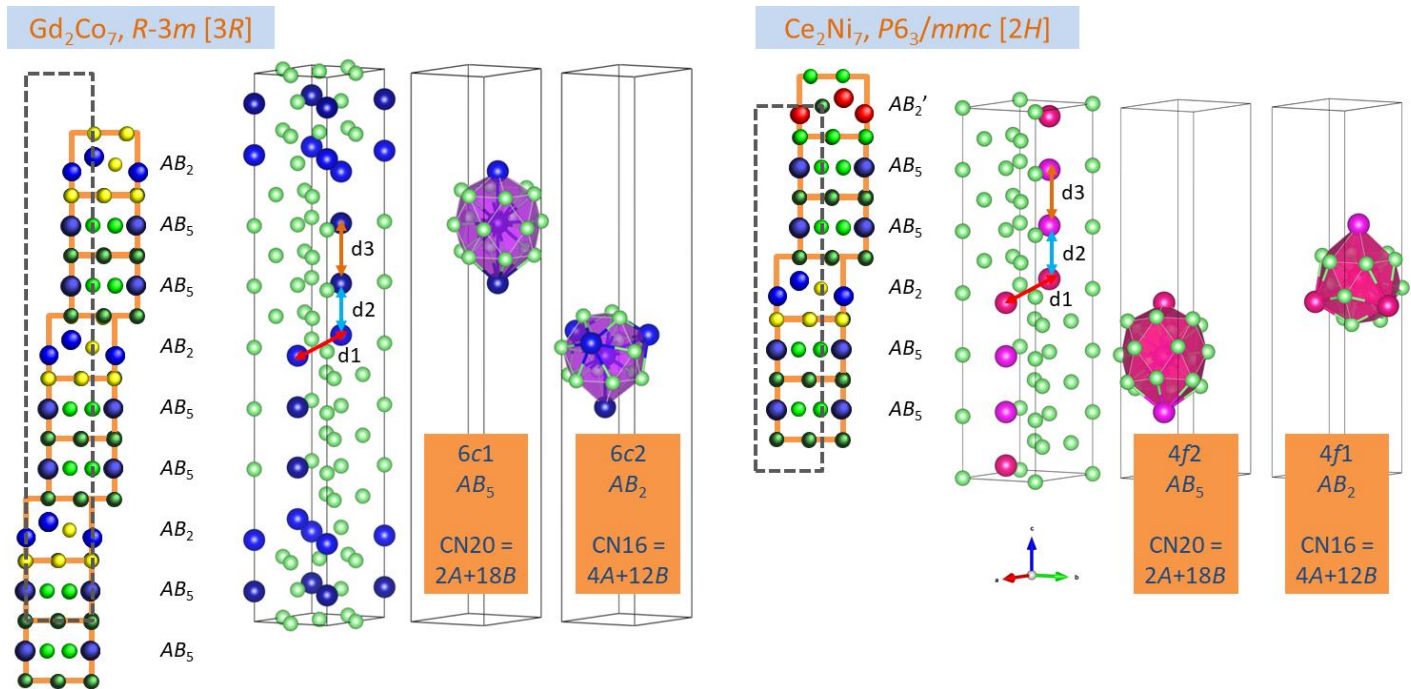 Gd2Co7, R-3m [3R]
AB2
AB5
AB5
AB2
AB5
AB5
AB2
AB5
AB5
d3
d2
d1
6c1
AB5
CN20 =
2A+18B
6c2
AB2
CN16 =
4A+12B
Ce2Ni7, P63/mmc [2H]
AB2’
AB5
AB5
AB2
AB5
AB5
d3
d2
d1
c
a
b
4f2
AB5
CN20 =
2A+18B
4f1
AB2
CN16 =
4A+12B